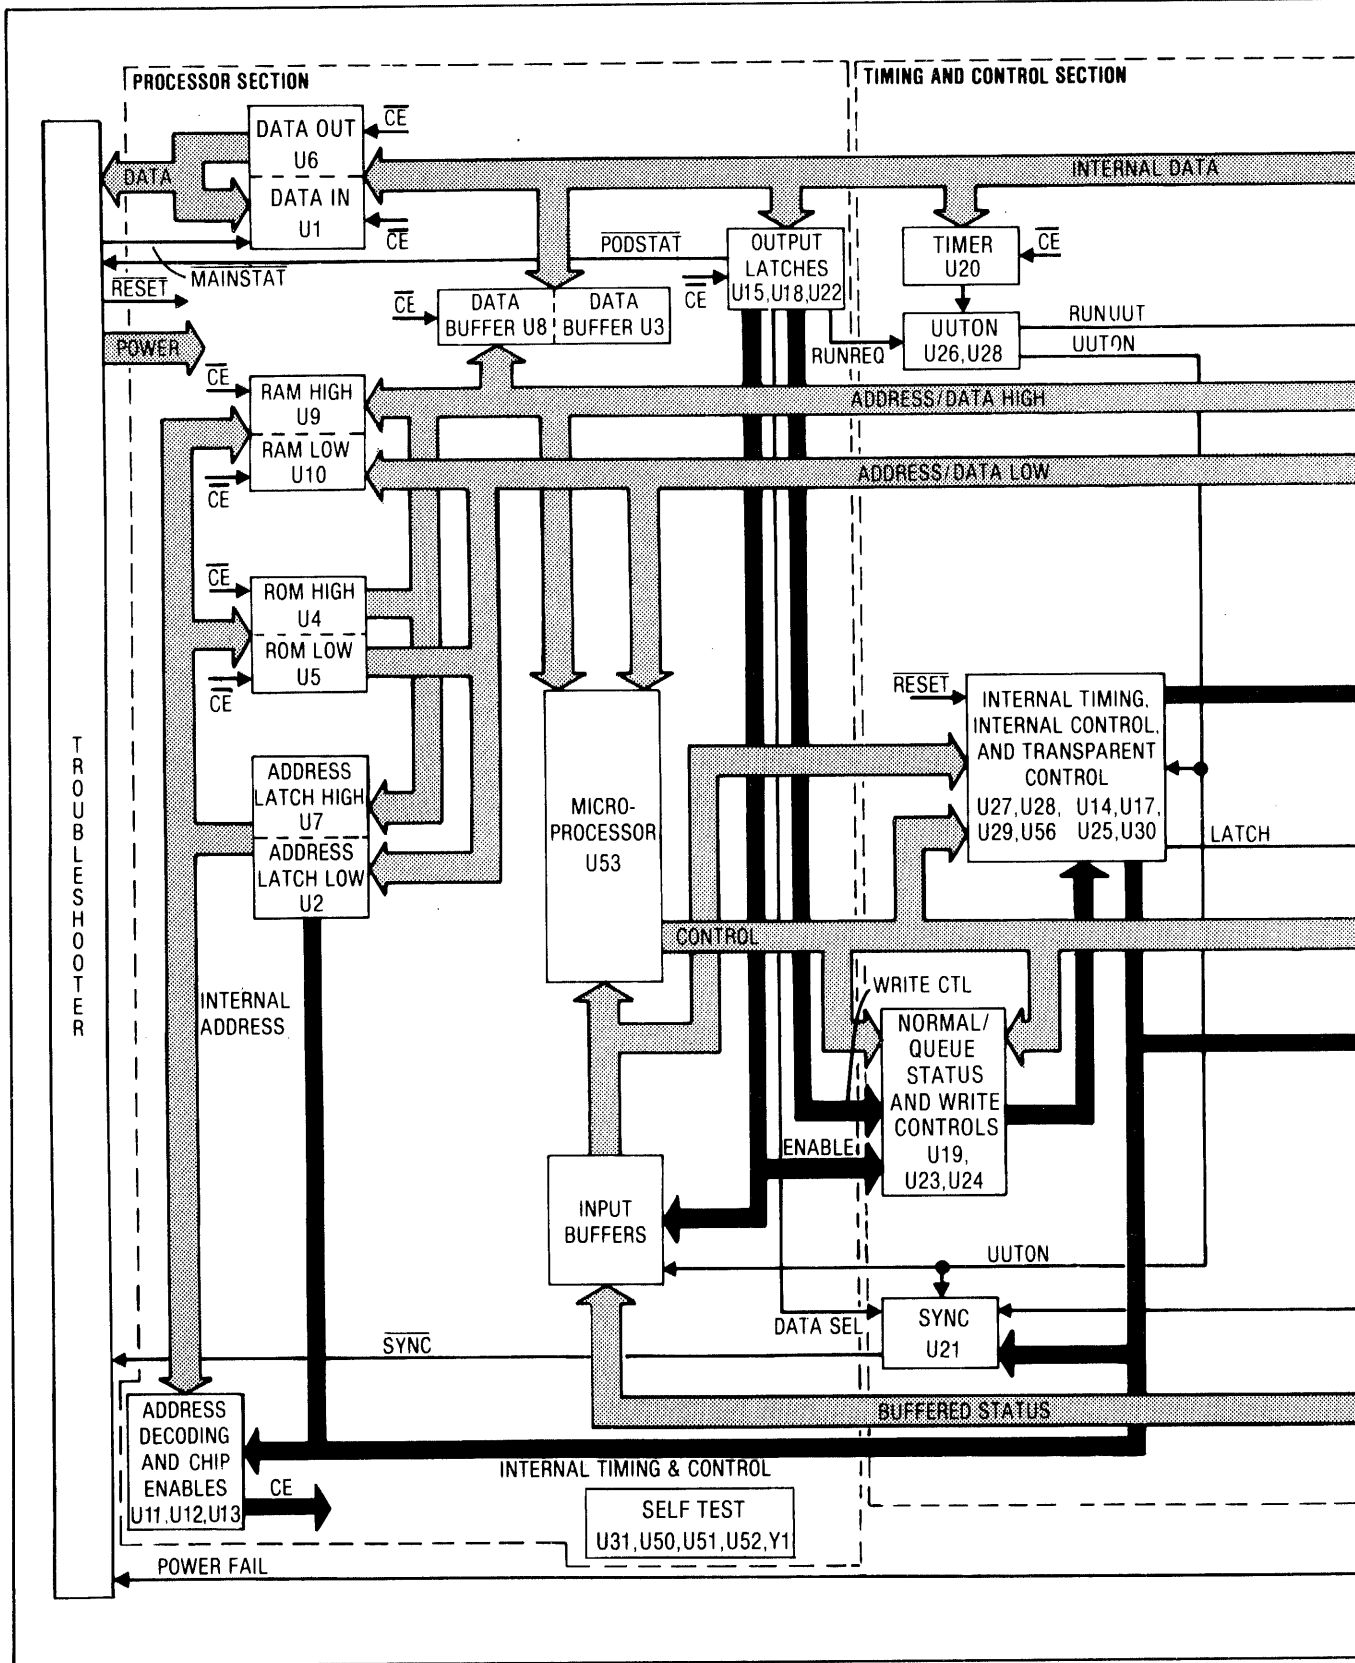 PROCESSOR SECTION
TIMING AND CONTROL SECTION
DATA OUT
U6
CE
DATA
DATA IN
U1
CE
INTERNAL DATA
MAINSTAT
PODSTAT
RESET
POWER
OUTPUT
LATCHES
U15,U18,U22
CE
TIMER
U20
CE
CE
DATA
BUFFER U8
DATA
BUFFER U3
RUNREQ
UUTON
U26,U28
RUNUUT
UUTON
CE
RAM HIGH
U9
RAM LOW
U10
CE
ADDRESS/DATA HIGH
ADDRESS/DATA LOW
CE
ROM HIGH
U4
ROM LOW
U5
CE
RESET
INTERNAL TIMING,
INTERNAL CONTROL,
AND TRANSPARENT
CONTROL
U27,U28, U14,U17,
U29,U56 U25,U30
LATCH
TROUBLESHOOTER
ADDRESS
LATCH HIGH
U7
ADDRESS
LATCH LOW
U2
MICRO-
PROCESSOR
U53
CONTROL
INTERNAL
ADDRESS
WRITE CTL
NORMAL/
QUEUE
STATUS
AND WRITE
CONTROLS
U19,
U23,U24
ENABLE
INPUT
BUFFERS
UUTON
DATA SEL
SYNC
U21
SYNC
BUFFERED STATUS
ADDRESS
DECODING
AND CHIP
ENABLES
U11,U12,U13
CE
INTERNAL TIMING & CONTROL
SELF TEST
U31,U50,U51,U52,Y1
POWER FAIL